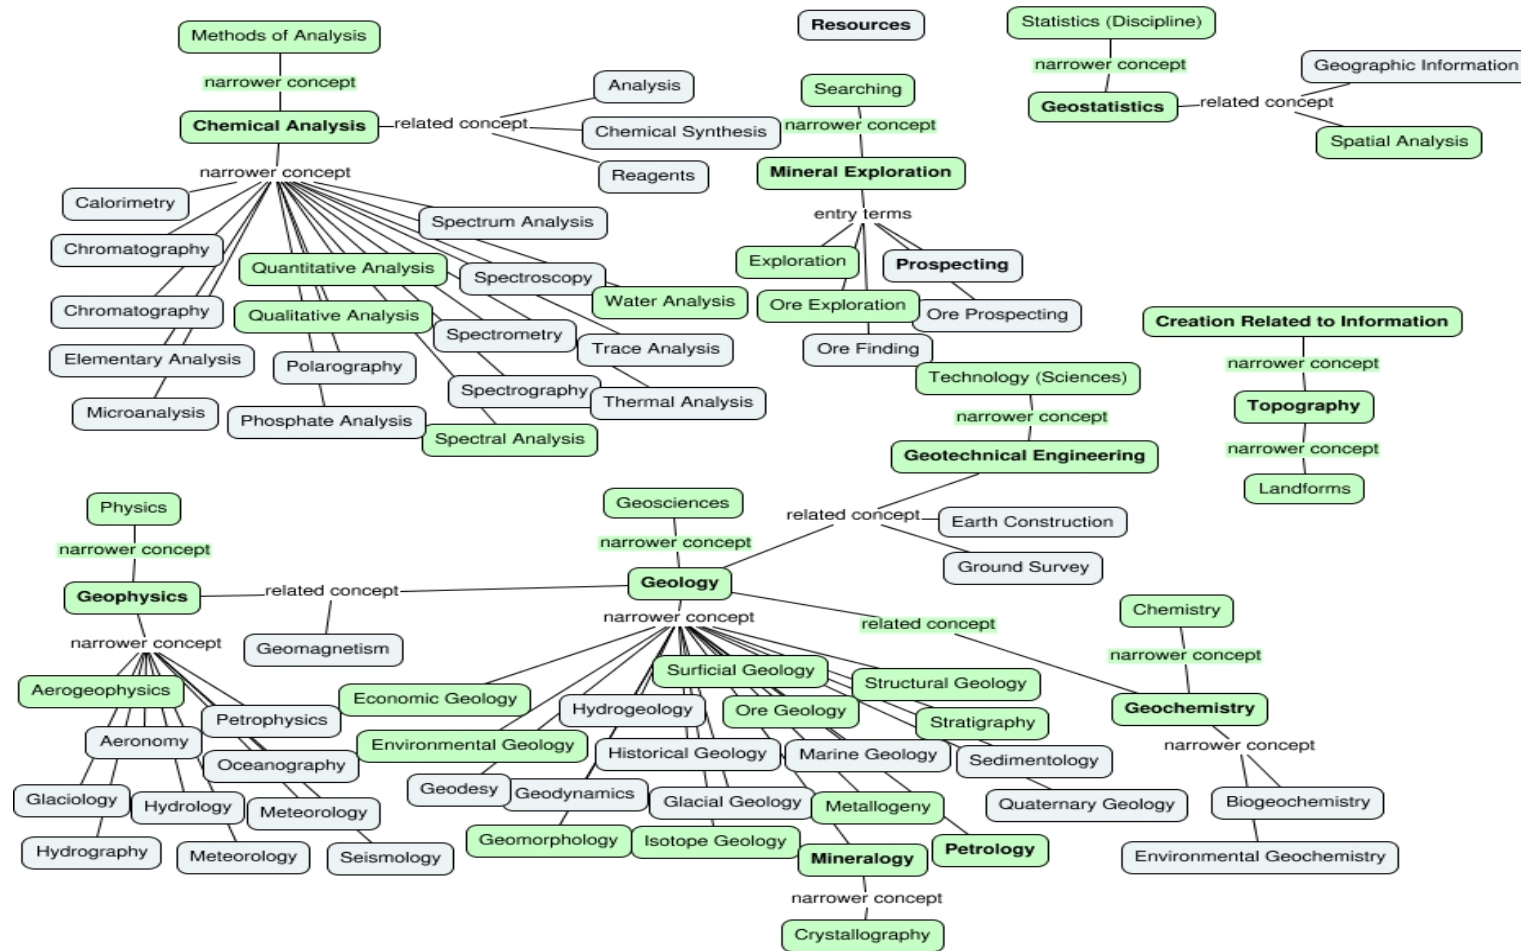 Methods of Analysis
narrower concept
Chemical Analysis
related concept
Analysis
Chemical Synthesis
Reagents
narrower concept
Calorimetry
Chromatography
Chromatography
Elementary Analysis
Microanalysis
Quantitative Analysis
Qualitative Analysis
Polarography
Phosphate Analysis
Spectrum Analysis
Spectroscopy
Water Analysis
Spectrometry
Trace Analysis
Spectrography
Thermal Analysis
Spectral Analysis
Resources
Searching
narrower concept
Mineral Exploration
entry terms
Exploration
Prospecting
Ore Exploration
Ore Prospecting
Ore Finding
Statistics (Discipline)
narrower concept
Geostatistics
related concept
Geographic Information
Spatial Analysis
Creation Related to Information
narrower concept
Topography
narrower concept
Landforms
Technology (Sciences)
narrower concept
Geotechnical Engineering
related concept
Earth Construction
Ground Survey
Physics
narrower concept
Geophysics
related concept
Geomagnetism
narrower concept
Aerogeophysics
Petrophysics
Aeronomy
Oceanography
Glaciology
Hydrology
Meteorology
Hydrography
Meteorology
Seismology
Geosciences
narrower concept
Geology
narrower concept
related concept
Economic Geology
Surficial Geology
Structural Geology
Hydrogeology
Ore Geology
Stratigraphy
Environmental Geology
Historical Geology
Marine Geology
Sedimentology
Geodesy
Geodynamics
Glacial Geology
Metallogeny
Quaternary Geology
Geomorphology
Isotope Geology
Mineralogy
Petrology
narrower concept
Crystallography
Chemistry
narrower concept
Geochemistry
narrower concept
Biogeochemistry
Environmental Geochemistry